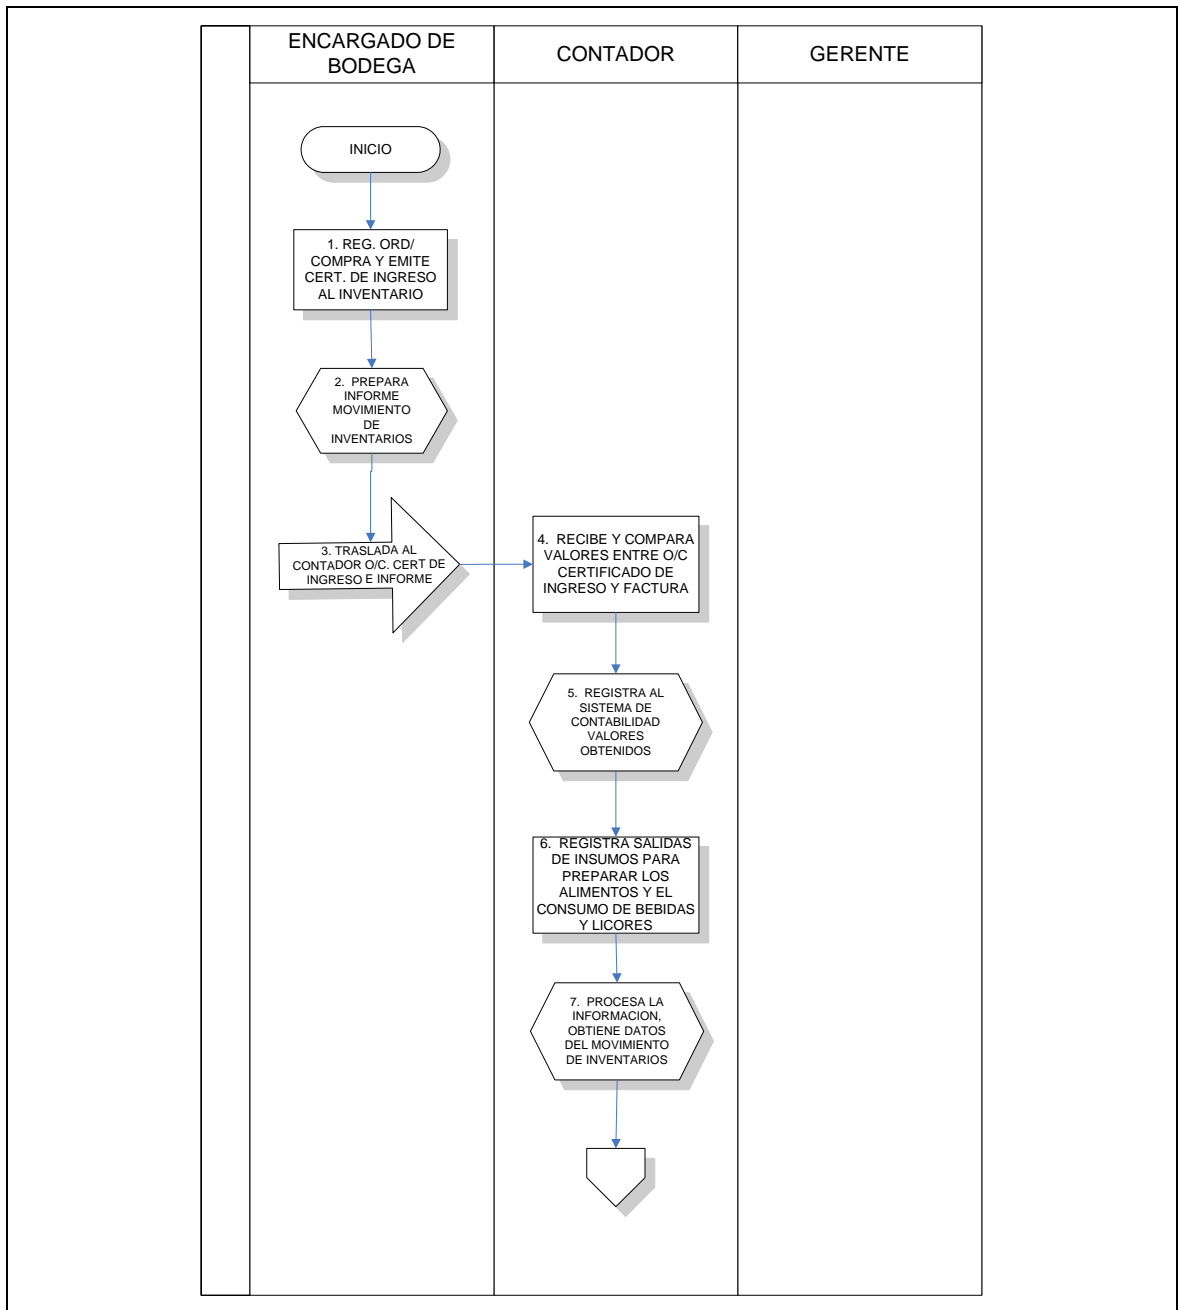 ENCARGADO DE
BODEGA
CONTADOR
GERENTE
INICIO
1. REG. ORD/
COMPRA Y EMITE
CERT. DE INGRESO
AL INVENTARIO
2. PREPARA
INFORME
MOVIMIENTO
DE
INVENTARIOS
3. TRASLADA AL
CONTADOR O/C. CERT DE
INGRESO E INFORME
4. RECIBE Y COMPARA
VALORES ENTRE O/C
CERTIFICADO DE
INGRESO Y FACTURA
5. REGISTRA AL
SISTEMA DE
CONTABILIDAD
VALORES
OBTENIDOS
6. REGISTRA SALIDAS
DE INSUMOS PARA
PREPARAR LOS
ALIMENTOS Y EL
CONSUMO DE BEBIDAS
Y LICORES
7. PROCESA LA
INFORMACION,
OBTIENE DATOS
DEL MOVIMIENTO
DE INVENTARIOS